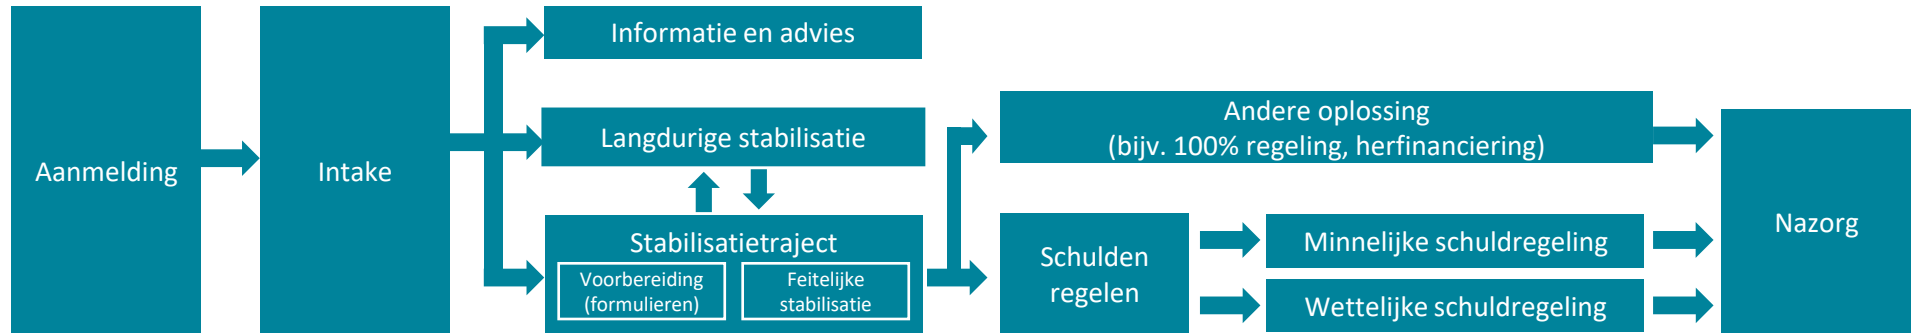 Aanmelding
Intake
Informatie en advies
Langdurige stabilisatie
Stabilisatietraject
Voorbereiding
(formulieren)
Feitelijke
stabilisatie
Andere oplossing
(bijv. 100% regeling, herfinanciering)
Schulden
regelen
Minnelijke schuldregeling
Wettelijke schuldregeling
Nazorg